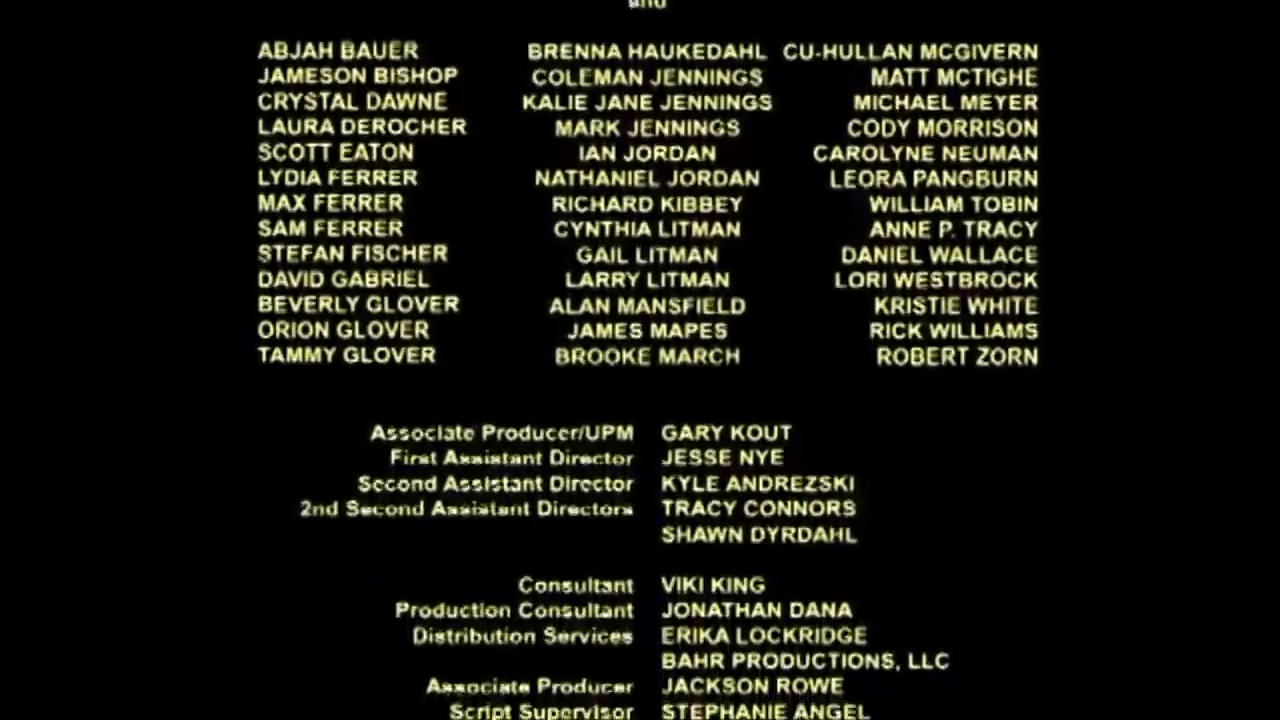 and
ABJAH BAUER BRENNA HAUKEDAHL CU-HULLAN MCGIVERN
JAMESON BISHOP COLEMAN JENNINGS MATT MCTIGHE
CRYSTAL DAWNE KALIE JANE JENNINGS MICHAEL MEYER
LAURA DEROCHER MARK JENNINGS CODY MORRISON
SCOTT EATON IAN JORDAN CAROLYNE NEUMAN
LYDIA FERRER NATHANIEL JORDAN LEORA PANGBURN
MAX FERRER RICHARD KIBBEY WILLIAM TOBIN
SAM FERRER CYNTHIA LITMAN ANNE P. TRACY
STEFAN FISCHER GAIL LITMAN DANIEL WALLACE
DAVID GABRIEL LARRY LITMAN LORI WESTBROCK
BEVERLY GLOVER ALAN MANSFIELD KRISTIE WHITE
ORION GLOVER JAMES MAPES RICK WILLIAMS
TAMMY GLOVER BROOKE MARCH ROBERT ZORN
Associate Producer/UPM GARY KOUT
First Assistant Director JESSE NYE
Second Assistant Director KYLE ANDREZSKI
2nd Second Assistant Directors TRACY CONNORS
SHAWN DYRDAHL
Consultant VIKI KING
Production Consultant JONATHAN DANA
Distribution Services ERIKA LOCKRIDGE
BAHR PRODUCTIONS, LLC
Associate Producer JACKSON ROWE
Script Supervisor STEPHANIE ANGEL